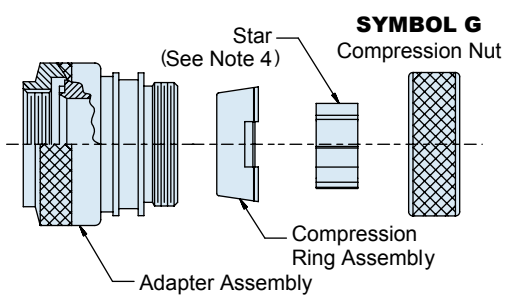 SYMBOL G
Compression Nut
Star
(See Note 4)
Compression
Ring Assembly
Adapter Assembly